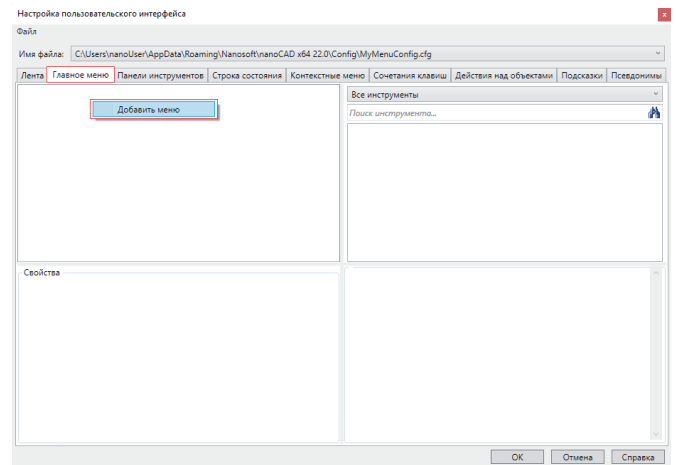 Настройка пользовательского интерфейса
x
Файл
Имя файла: C:\Users\nanoUser\AppData\Roaming\Nanosoft\nanoCAD x64 22.0\Config\MyMenuConfig.cfg
Лента Главное меню Панели инструментов Строка состояния Контекстные меню Сочетания клавиш Действия над объектами Подсказки Псевдонимы
Все инструменты
Добавить меню
Поиск инструмента...
Свойства
OK Отмена Справка